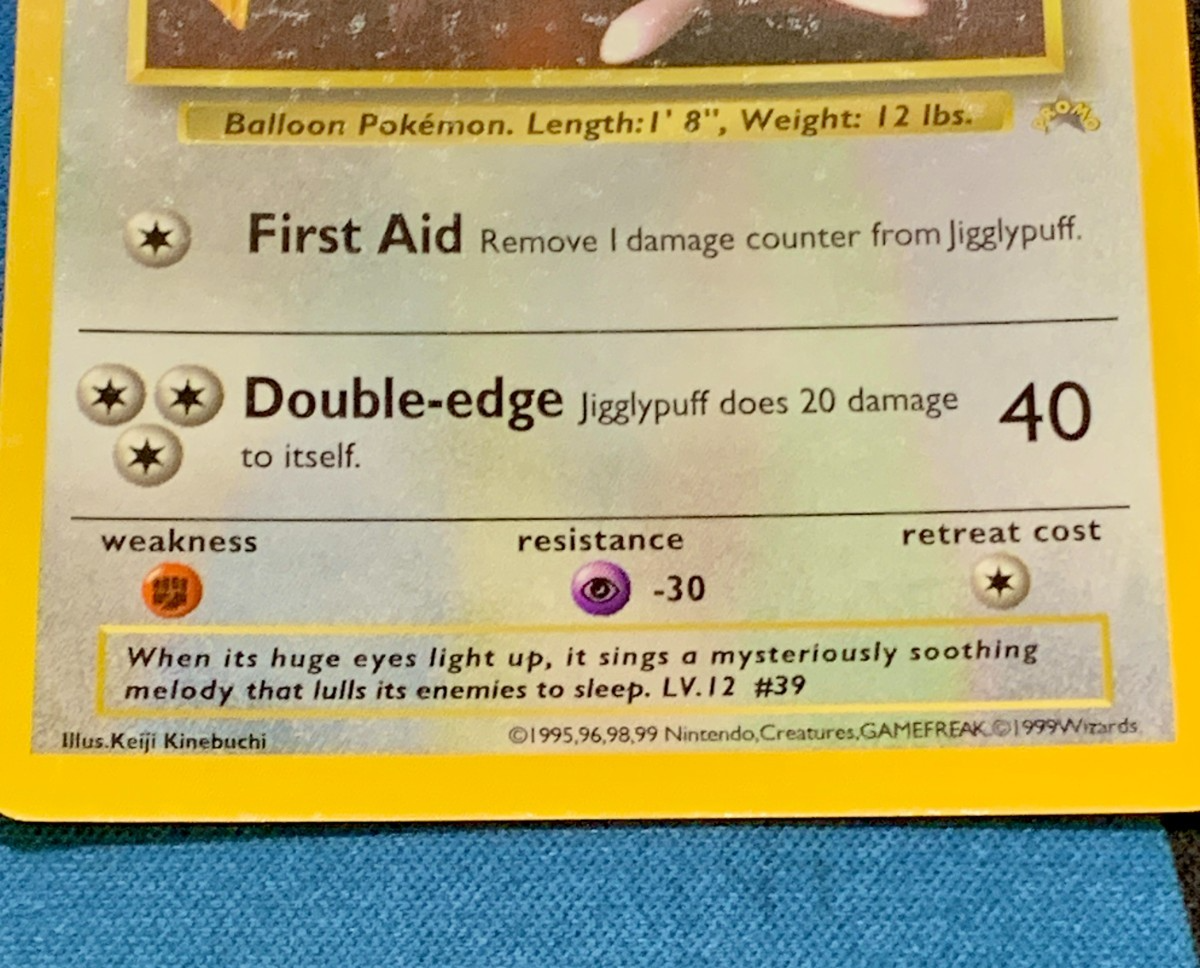 Balloon Pokémon. Length:1' 8", Weight: 12 lbs.
PROMO
First Aid Remove 1 damage counter from Jigglypuff.
Double-edge Jigglypuff does 20 damage 40
to itself.
weakness resistance retreat cost
-30
When its huge eyes light up, it sings a mysteriously soothing
melody that lulls its enemies to sleep. LV.12 #39
Illus.Keiji Kinebuchi ©1995,96,98,99 Nintendo,Creatures,GAMEFREAK.©1999Wizards.